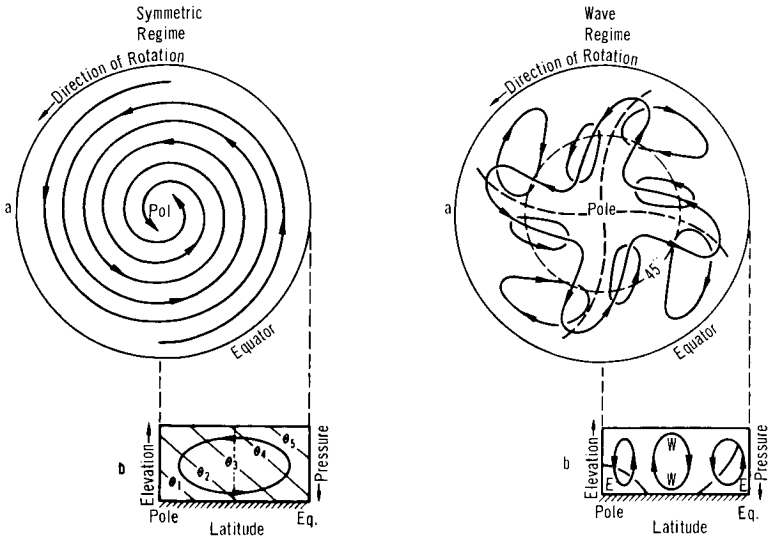 Symmetric
Regime
Direction of Rotation
a
Pol
Equator
b
Elevation
θ1
θ2
θ3
θ4
θ5
Pressure
Pole
Eq.
Latitude
Wave
Regime
Direction of Rotation
a
Pole
45°
Equator
b
Elevation
E
W
W
E
Pressure
Pole
Eq.
Latitude